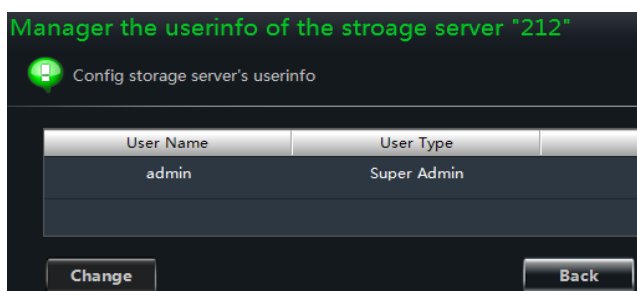 Manager the userinfo of the stroage server "212"
Config storage server's userinfo
User Name User Type
admin Super Admin
Change Back